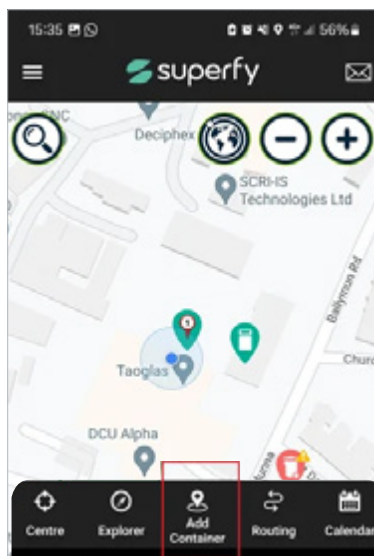 15:35
56%
superfy
Deciphex
SCRI-IS
Technologies Ltd
Ballymun Rd
1
Taoglas
DCU Alpha
Centre
Explorer
Add
Container
Routing
Calendar